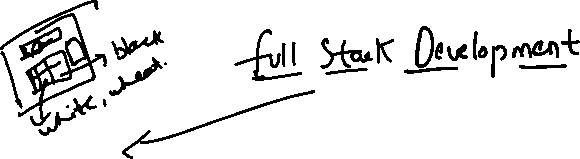 black
full Stack Development
white, wheat.